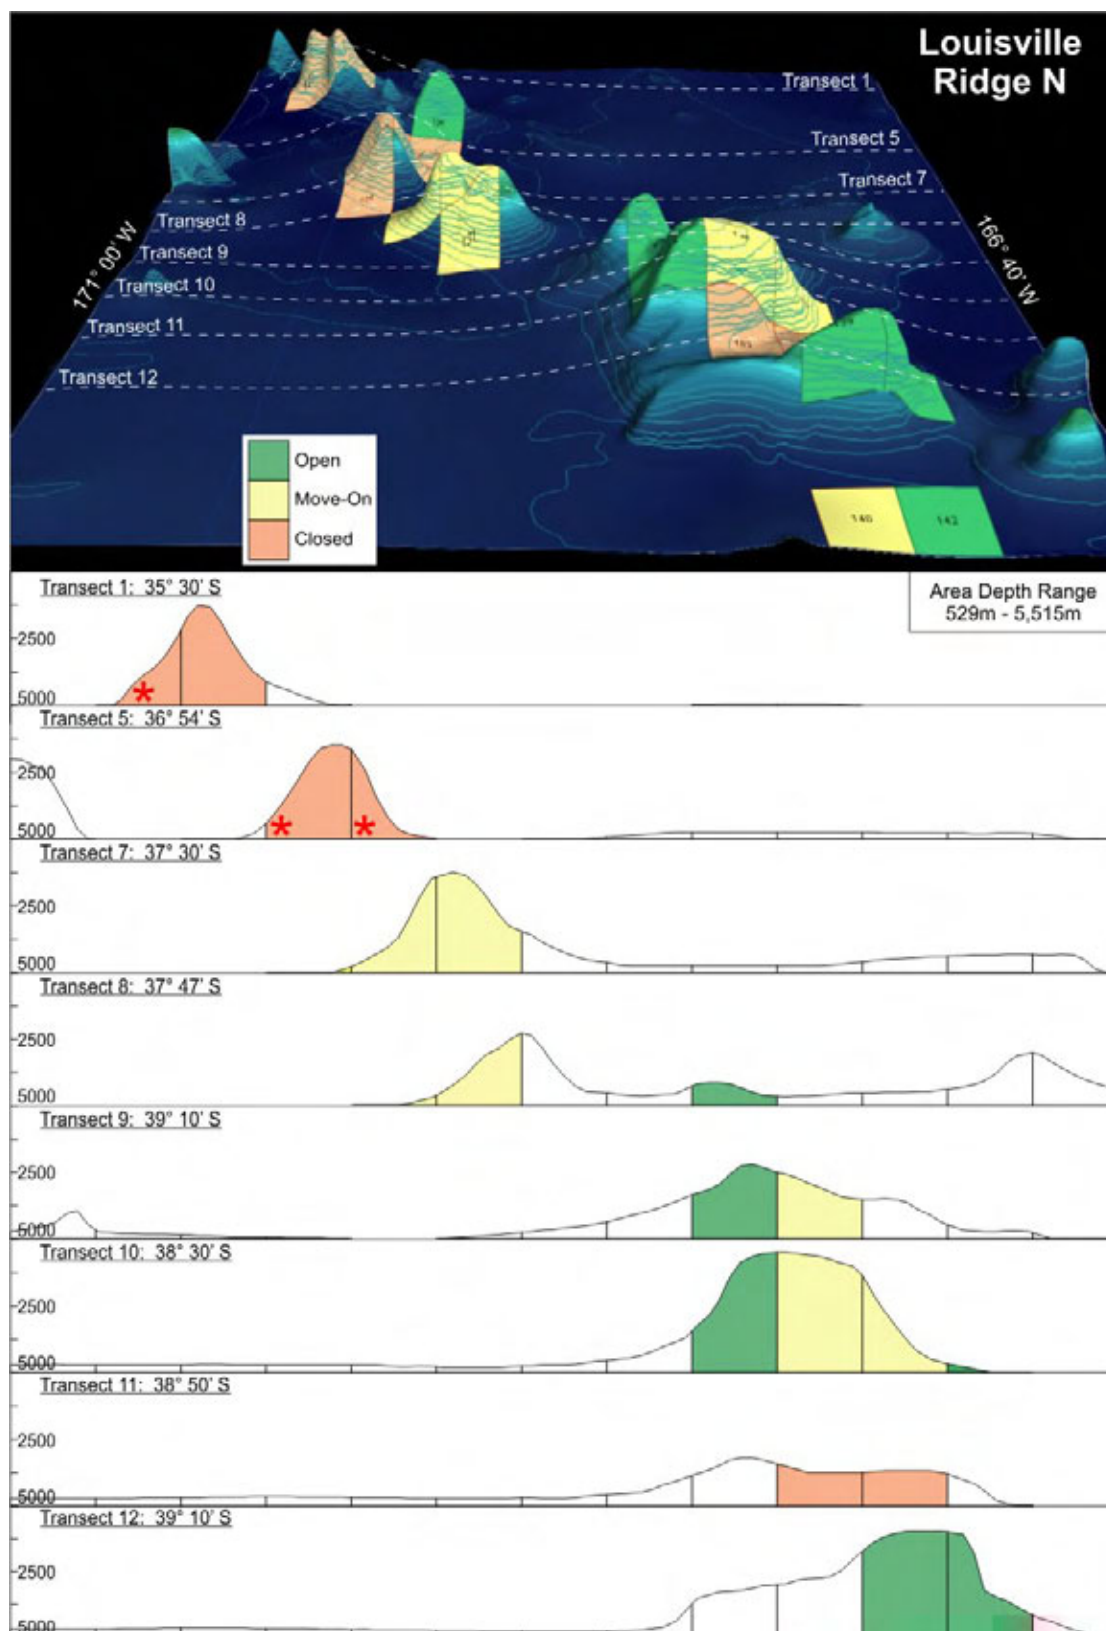 Louisville
Ridge N
Transect 1
Transect 5
Transect 7
Transect 8
Transect 9
Transect 10
Transect 11
Transect 12
171° 00' W
166° 40' W
140
142
Open
Move-On
Closed
Area Depth Range
529m - 5,515m
Transect 1: 35° 30' S
2500
5000
Transect 5: 36° 54' S
2500
5000
Transect 7: 37° 30' S
2500
5000
Transect 8: 37° 47' S
2500
5000
Transect 9: 39° 10' S
2500
5000
Transect 10: 38° 30' S
2500
5000
Transect 11: 38° 50' S
2500
5000
Transect 12: 39° 10' S
2500
5000